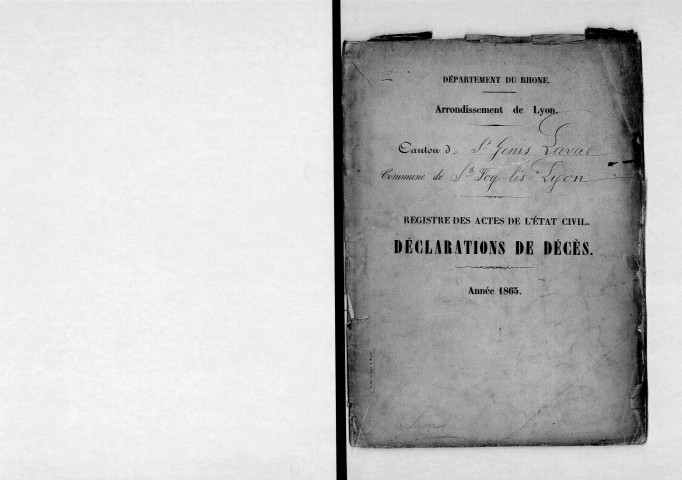 DÉPARTEMENT DU RHONE.
Arrondissement de Lyon.
Canton de St Genis Laval
Commune de Ste Foy lès Lyon
REGISTRE DES ACTES DE L'ÉTAT CIVIL.
DÉCLARATIONS DE DÉCÈS.
Année 1865.